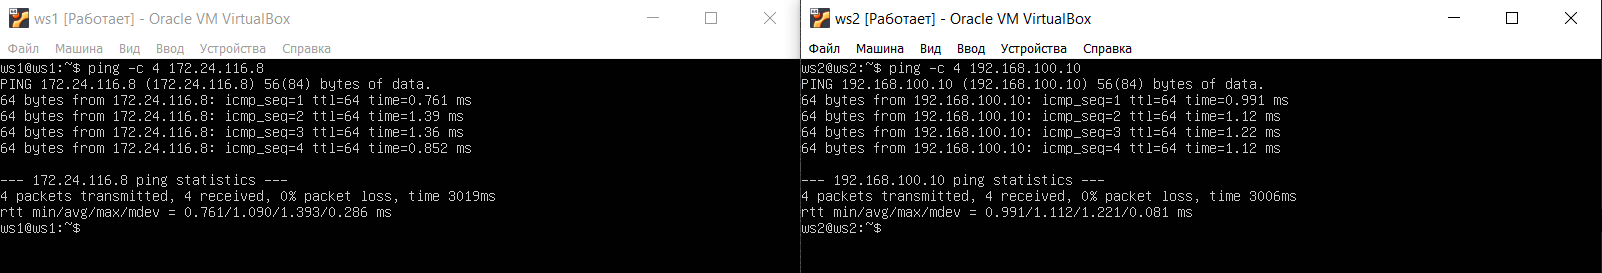 ws1 [Работает] - Oracle VM VirtualBox
Файл Машина Вид Ввод Устройства Справка
ws1@ws1:~$ ping -c 4 172.24.116.8
PING 172.24.116.8 (172.24.116.8) 56(84) bytes of data.
64 bytes from 172.24.116.8: icmp_seq=1 ttl=64 time=0.761 ms
64 bytes from 172.24.116.8: icmp_seq=2 ttl=64 time=1.39 ms
64 bytes from 172.24.116.8: icmp_seq=3 ttl=64 time=1.36 ms
64 bytes from 172.24.116.8: icmp_seq=4 ttl=64 time=0.852 ms
--- 172.24.116.8 ping statistics ---
4 packets transmitted, 4 received, 0% packet loss, time 3019ms
rtt min/avg/max/mdev = 0.761/1.090/1.393/0.286 ms
ws1@ws1:~$
ws2 [Работает] - Oracle VM VirtualBox
Файл Машина Вид Ввод Устройства Справка
ws2@ws2:~$ ping -c 4 192.168.100.10
PING 192.168.100.10 (192.168.100.10) 56(84) bytes of data.
64 bytes from 192.168.100.10: icmp_seq=1 ttl=64 time=0.991 ms
64 bytes from 192.168.100.10: icmp_seq=2 ttl=64 time=1.12 ms
64 bytes from 192.168.100.10: icmp_seq=3 ttl=64 time=1.22 ms
64 bytes from 192.168.100.10: icmp_seq=4 ttl=64 time=1.12 ms
--- 192.168.100.10 ping statistics ---
4 packets transmitted, 4 received, 0% packet loss, time 3006ms
rtt min/avg/max/mdev = 0.991/1.112/1.221/0.081 ms
ws2@ws2:~$